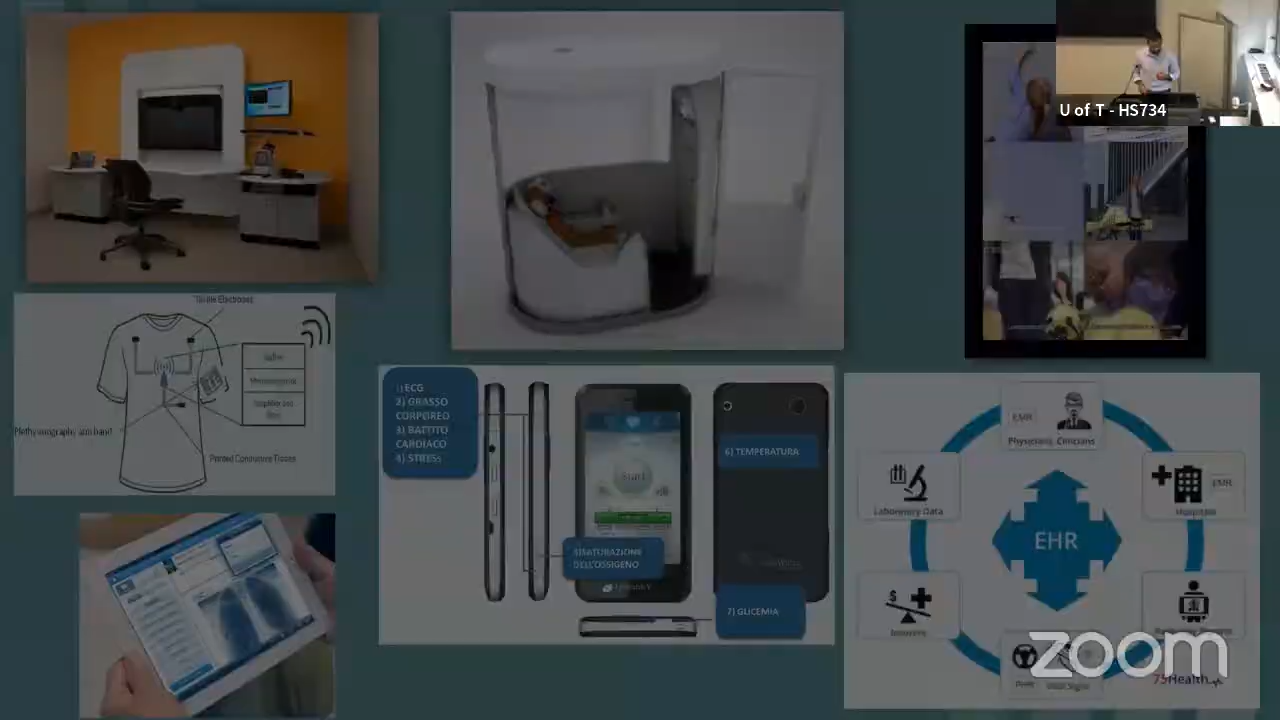 U of T - HS734
Textile Electrodes
Plethysmography arm band
Printed Conductive Tissues
1) ECG
2) GRASSO
CORPOREO
3) BATTITO
CARDIACO
4) STRESS
Start
5)SATURAZIONE
DELL'OSSIGENO
6) TEMPERATURA
7) GLICEMIA
EMR
Physicians, Clinicians
Laboratory Data
EMR
Hospitals
EHR
Insurance
75Health
zoom